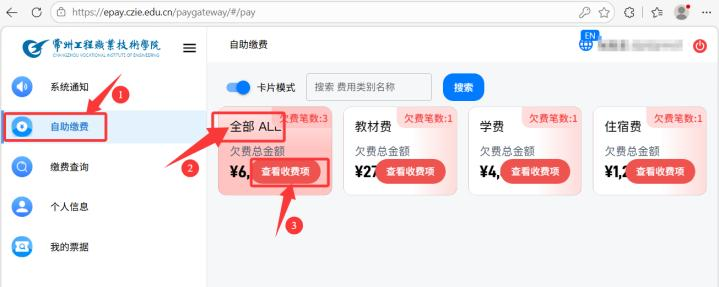 https://epay.czie.edu.cn/paygateway/#/pay
常州工程職業技術學院
CHANGZHOU VOCATIONAL INSTITUTE OF ENGINEERING
自助缴费
EN
系统通知
1
卡片模式
搜索 费用类别名称
搜索
自助缴费
缴费查询
个人信息
我的票据
欠费笔数:3
全部 ALL
欠费总金额
¥6,
查看收费项
2
3
欠费笔数:1
教材费
欠费总金额
¥27
查看收费项
欠费笔数:1
学费
欠费总金额
¥4,
查看收费项
欠费笔数:1
住宿费
欠费总金额
¥1,2
查看收费项